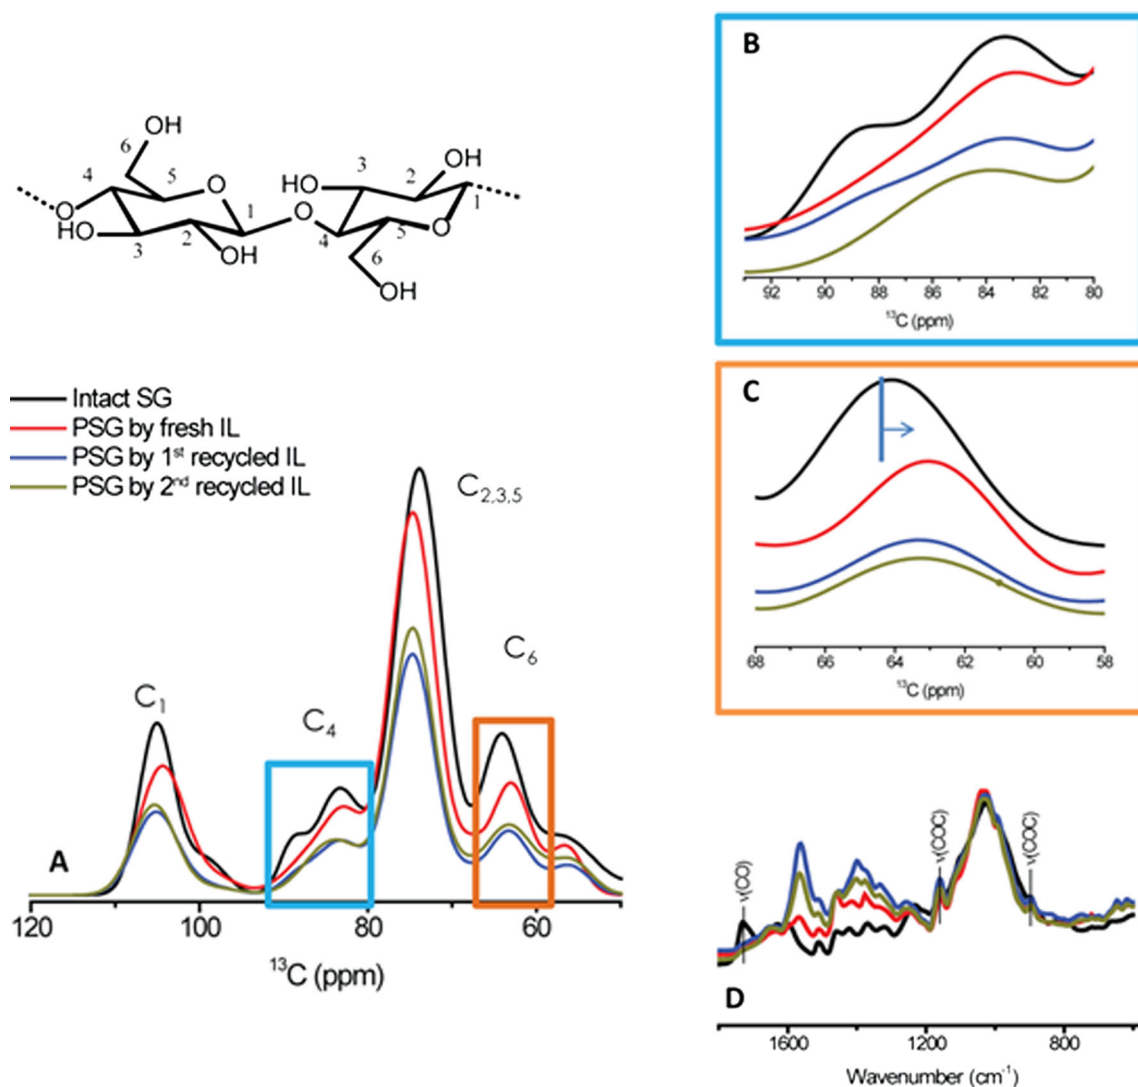 OH
6
4
5
O
O
HO
3
2
OH
1
O
3
2
OH
HO
4
5
O
1
6
OH
Intact SG
PSG by fresh IL
PSG by 1st recycled IL
PSG by 2nd recycled IL
C1
C4
C2,3,5
C6
A
120 100 80 60
13C (ppm)
B
92 90 88 86 84 82 80
13C (ppm)
C
68 66 64 62 60 58
13C (ppm)
ν(CO)
ν(COC)
ν(COC)
D
1600 1200 800
Wavenumber (cm-1)